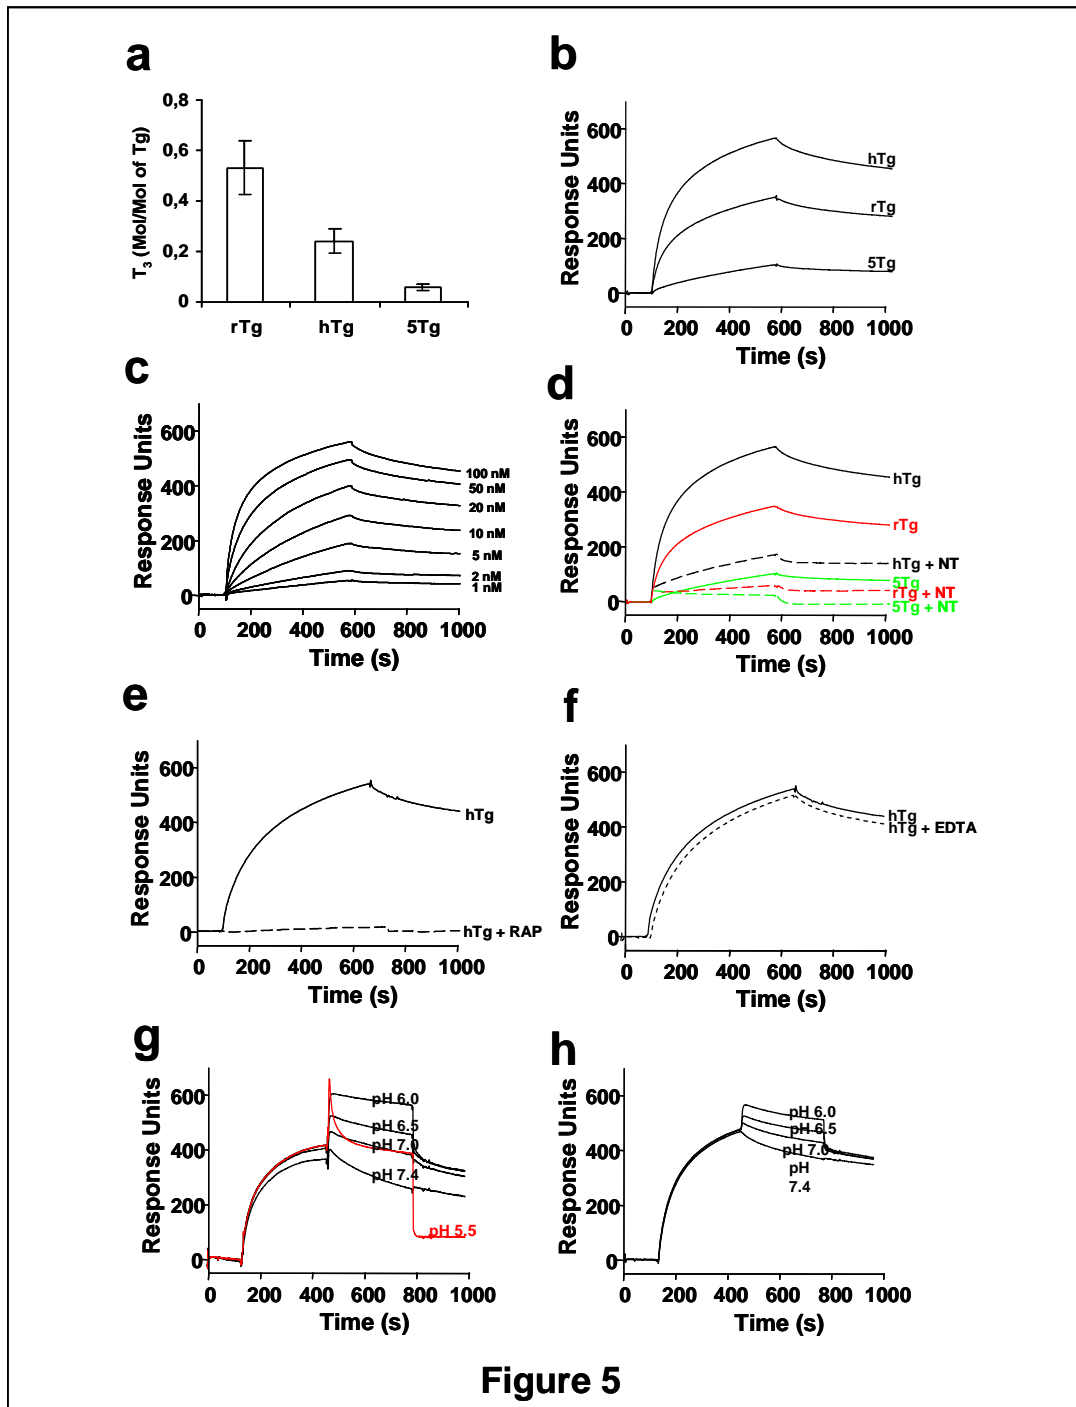 a
T3 (Mol/Mol of Tg)
0,8
0,6
0,4
0,2
0
rTg hTg 5Tg
b
Response Units
600
400
200
0
hTg
rTg
5Tg
0 200 400 600 800 1000
Time (s)
c
Response Units
600
400
200
0
100 nM
50 nM
20 nM
10 nM
5 nM
2 nM
1 nM
0 200 400 600 800 1000
Time (s)
d
Response Units
600
400
200
0
hTg
rTg
hTg + NT
5Tg
rTg + NT
5Tg + NT
0 200 400 600 800 1000
Time (s)
e
Response Units
600
400
200
0
hTg
hTg + RAP
0 200 400 600 800 1000
Time (s)
f
Response Units
600
400
200
0
hTg
hTg + EDTA
0 200 400 600 800 1000
Time (s)
g
Response Units
600
400
200
0
pH 6.0
pH 6.5
pH 7.0
pH 7.4
pH 5.5
0 200 400 600 800 1000
Time (s)
h
Response Units
600
400
200
0
pH 6.0
pH 6.5
pH 7.0
pH
7.4
0 200 400 600 800 1000
Time (s)
Figure 5